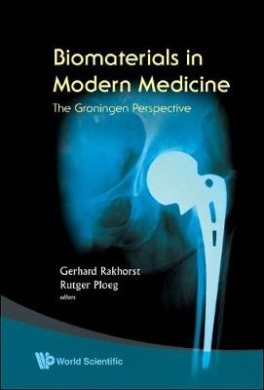 Biomaterials in
Modern Medicine
The Groningen Perspective
Gerhard Rakhorst
Rutger Ploeg
editors
World Scientific